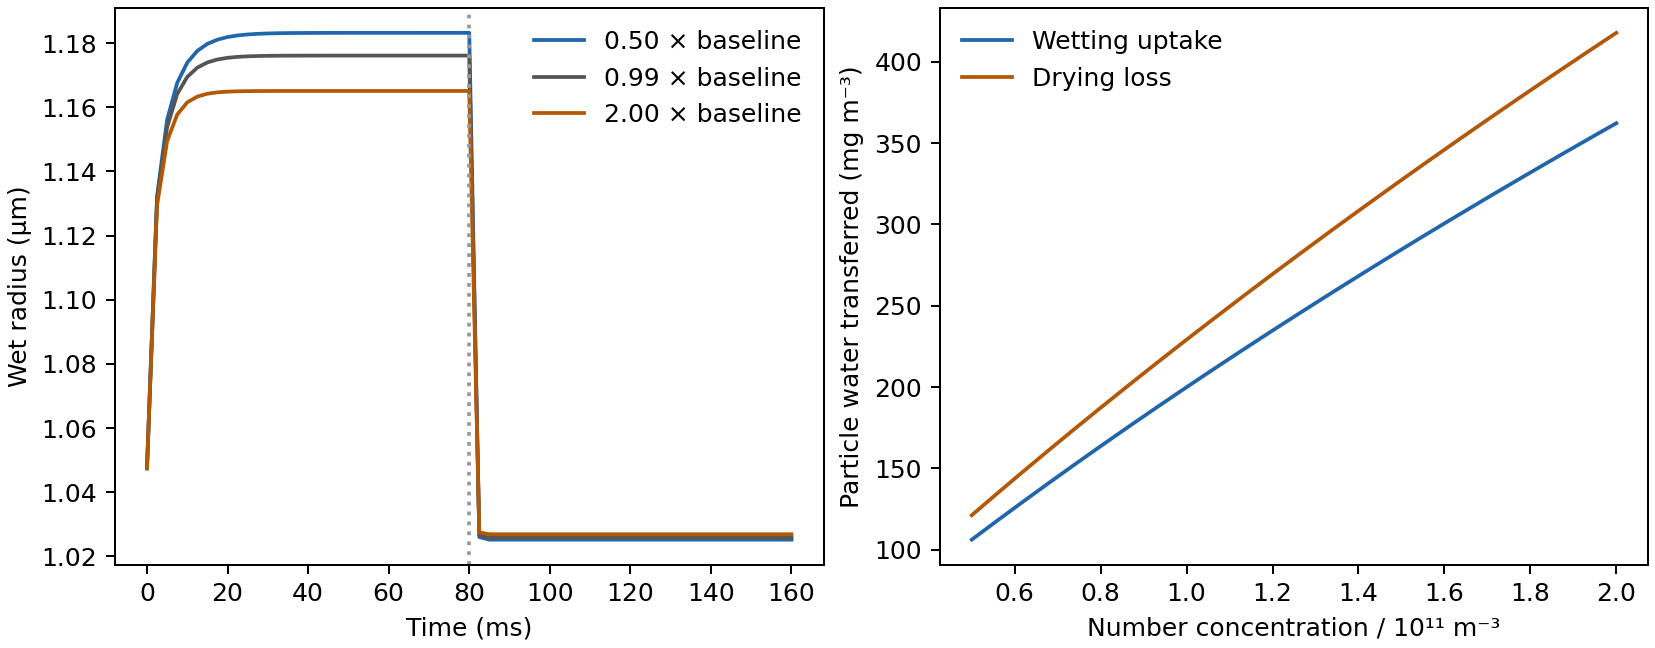 1.18
1.16
1.14
1.12
1.10
1.08
1.06
1.04
1.02
Wet radius (μm)
0.50 × baseline
0.99 × baseline
2.00 × baseline
0 20 40 60 80 100 120 140 160
Time (ms)
400
350
300
250
200
150
100
Particle water transferred (mg m⁻³)
Wetting uptake
Drying loss
0.6 0.8 1.0 1.2 1.4 1.6 1.8 2.0
Number concentration / 10¹¹ m⁻³